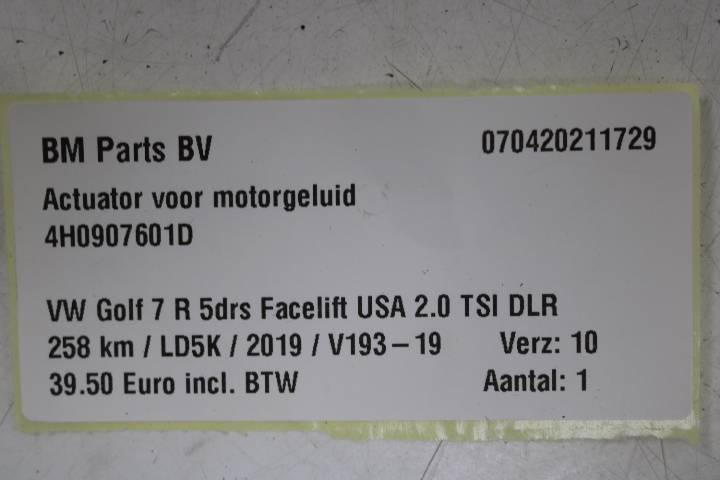 BM Parts BV 070420211729
Actuator voor motorgeluid
4H0907601D
VW Golf 7 R 5drs Facelift USA 2.0 TSI DLR
258 km / LD5K / 2019 / V193-19 Verz: 10
39.50 Euro incl. BTW Aantal: 1